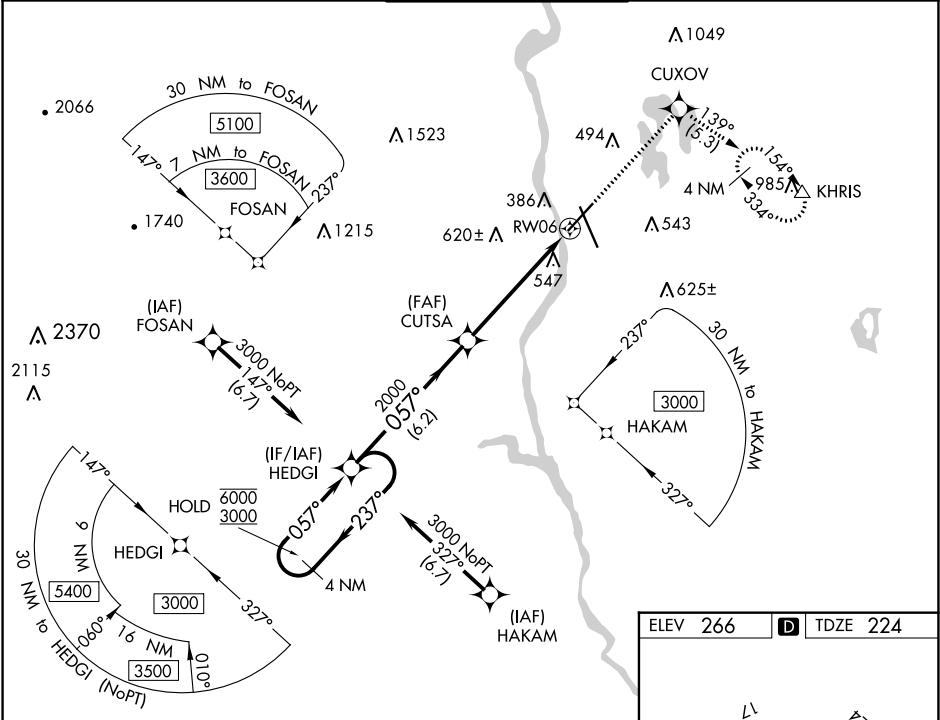 1049
CUXOV
30 NM to FOSAN
2066
5100
1523
494
139°
(5.3)
147°
7 NM to FOSAN
3600
237°
154°
4 NM
985
KHRIS
334°
FOSAN
386
RW06
543
1740
1215
620±
547
(IAF)
FOSAN
(FAF)
CUTSA
625±
2370
3000 NoPT
147°
(6.7)
237°
30 NM to HAKAM
2115
2000
057°
(6.2)
3000
HAKAM
(IF/IAF)
HEDGI
147°
HOLD
6000
3000
057°
237°
327°
9 NM
HEDGI
3000 NoPT
327°
(6.7)
4 NM
30 NM to HEDGI (NoPT)
5400
3000
327°
060°
16 NM
(IAF)
HAKAM
3500
010°
ELEV 266
D
TDZE 224
17